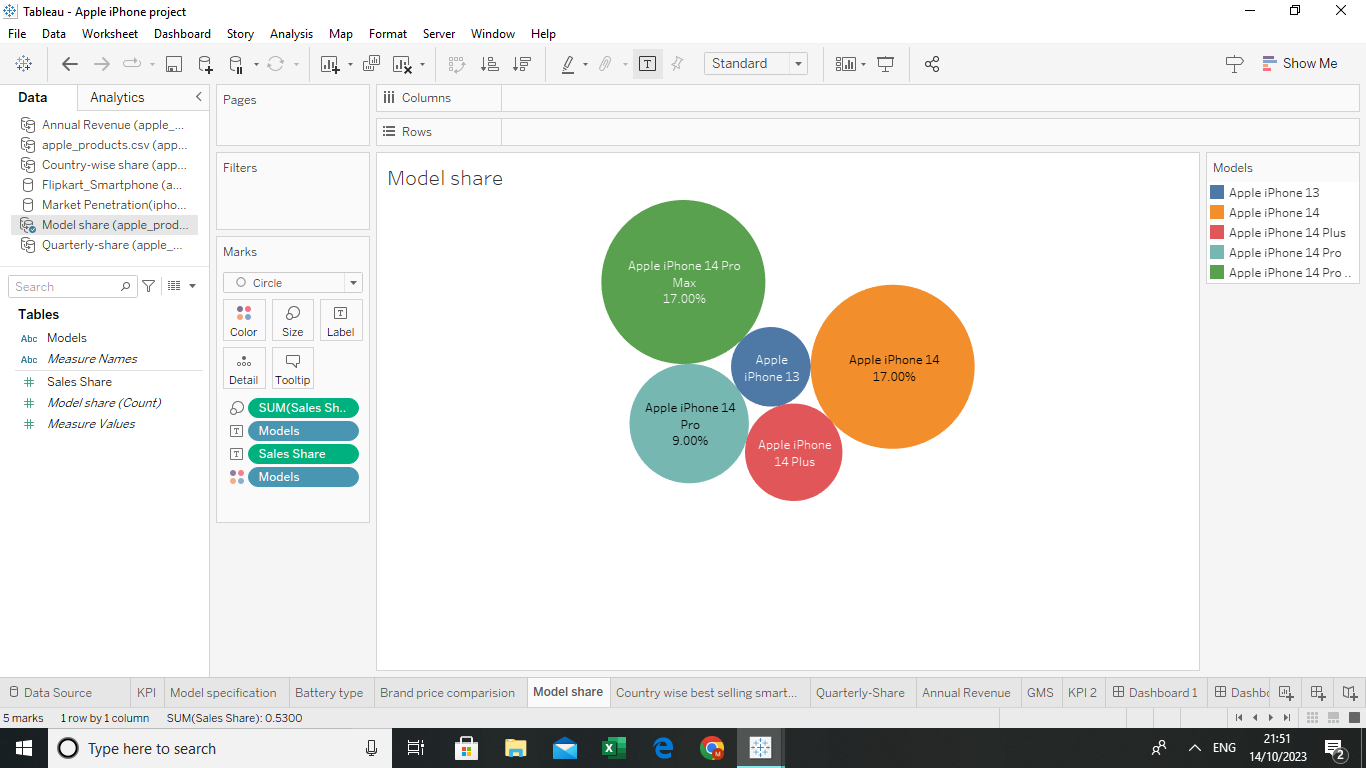 Tableau - Apple iPhone project
File Data Worksheet Dashboard Story Analysis Map Format Server Window Help
Standard
Show Me
Data Analytics
Annual Revenue (apple_...
apple_products.csv (app...
Country-wise share (app...
Flipkart_Smartphone (a...
Market Penetration(ipho...
Model share (apple_prod...
Quarterly-share (apple_...
Search
Tables
Abc Models
Abc Measure Names
# Sales Share
# Model share (Count)
# Measure Values
Pages
Filters
Marks
Circle
Color Size Label
Detail Tooltip
SUM(Sales Sh..
Models
Sales Share
Models
Columns
Rows
Model share
Apple iPhone 14 Pro
Max
17.00%
Apple
iPhone 13
Apple iPhone 14
17.00%
Apple iPhone 14
Pro
9.00%
Apple iPhone
14 Plus
Models
Apple iPhone 13
Apple iPhone 14
Apple iPhone 14 Plus
Apple iPhone 14 Pro
Apple iPhone 14 Pro ..
Data Source KPI Model specification Battery type Brand price comparision Model share Country wise best selling smart... Quarterly-Share Annual Revenue GMS KPI 2 Dashboard 1 Dashbo
5 marks 1 row by 1 column SUM(Sales Share): 0.5300
Type here to search
ENG
21:51
14/10/2023
2